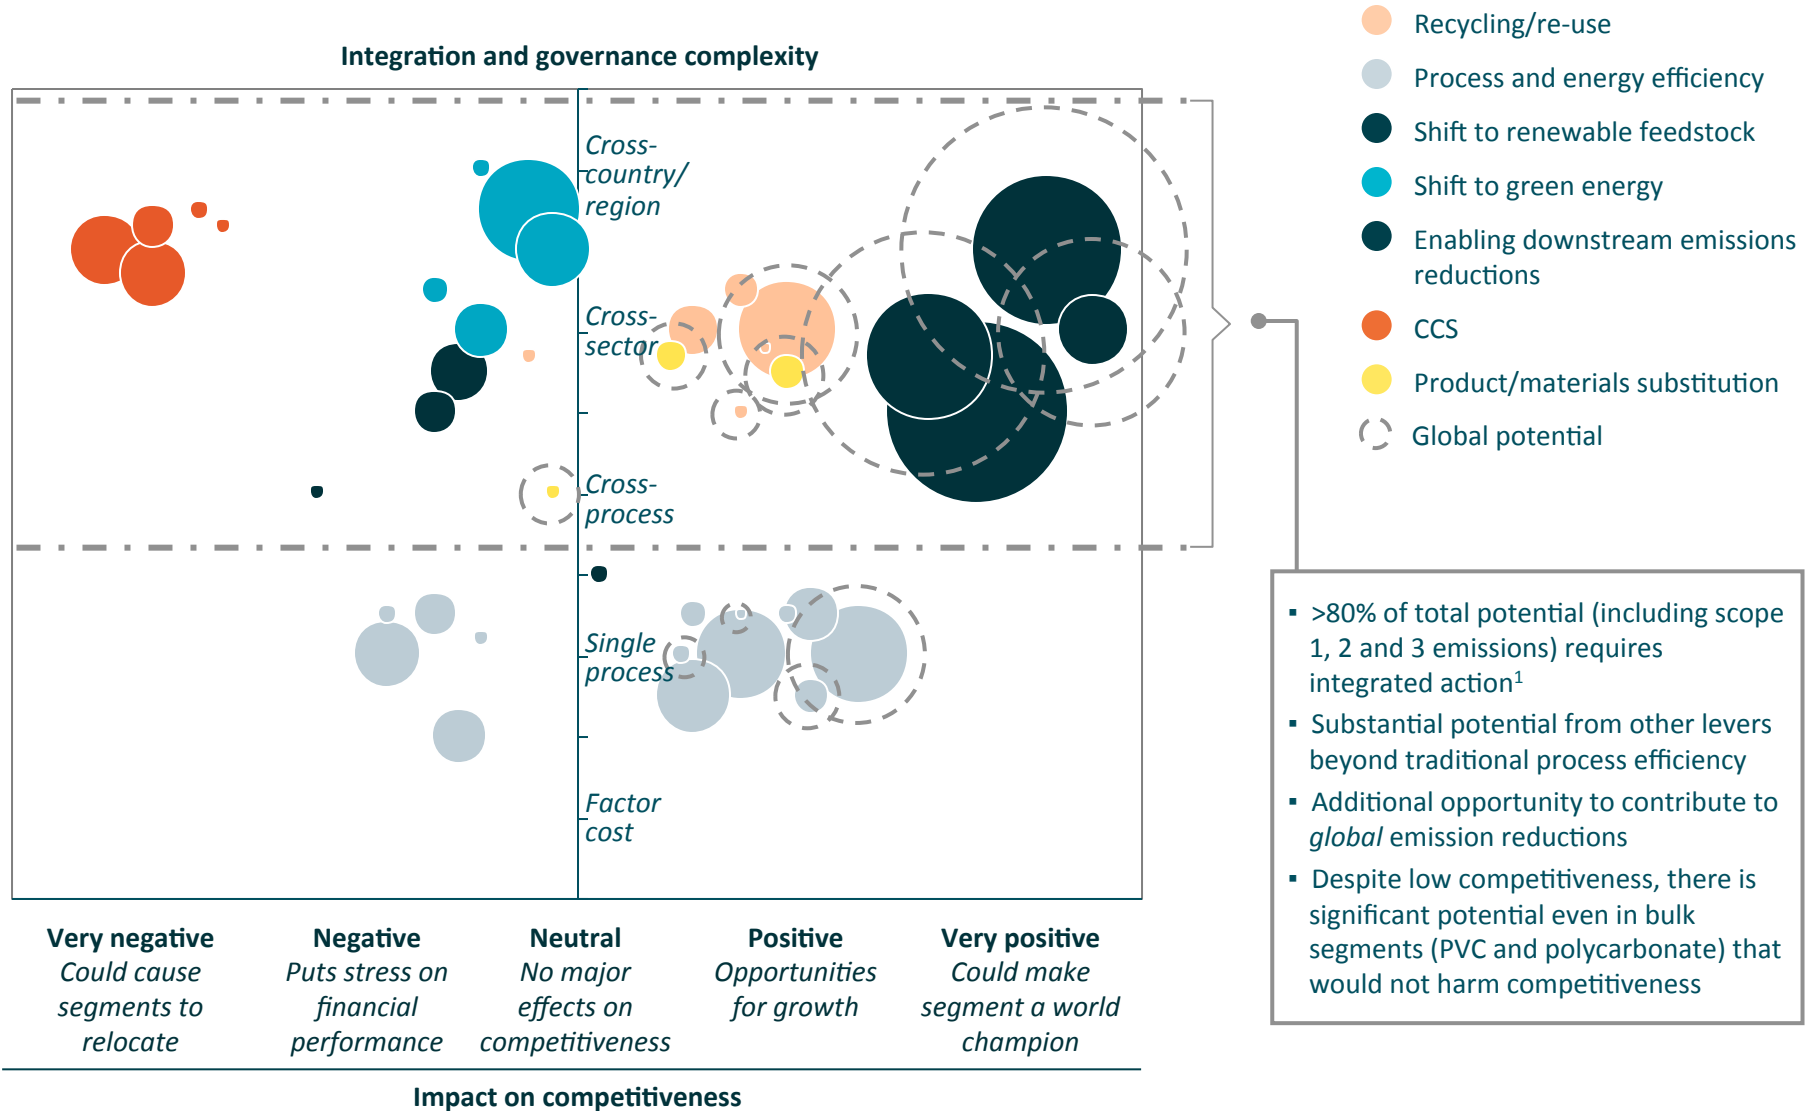 Integration and governance complexity
Cross-
country/
region
Cross-
sector
Cross-
process
Single
process
Factor
cost
Very negative
Could cause
segments to
relocate
Negative
Puts stress on
financial
performance
Neutral
No major
effects on
competitiveness
Positive
Opportunities
for growth
Very positive
Could make
segment a world
champion
Impact on competitiveness
Recycling/re-use
Process and energy efficiency
Shift to renewable feedstock
Shift to green energy
Enabling downstream emissions
reductions
CCS
Product/materials substitution
Global potential
▪ >80% of total potential (including scope
1, 2 and 3 emissions) requires
integrated action¹
▪ Substantial potential from other levers
beyond traditional process efficiency
▪ Additional opportunity to contribute to
global emission reductions
▪ Despite low competitiveness, there is
significant potential even in bulk
segments (PVC and polycarbonate) that
would not harm competitiveness